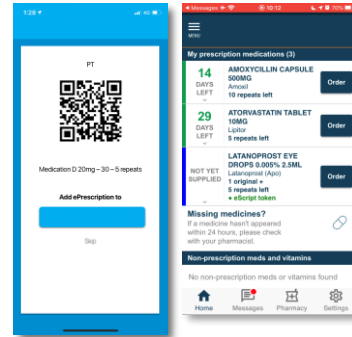 1:28
4G
PT
Medication D 20mg – 30 – 5 repeats
Add ePrescription to
Skip
Messages
10:12
70%
MENU
My prescription medications (3)
14
DAYS
LEFT
AMOXYCILLIN CAPSULE
500MG
Amoxil
10 repeats left
Order
29
DAYS
LEFT
ATORVASTATIN TABLET
10MG
Lipitor
5 repeats left
Order
NOT YET
SUPPLIED
LATANOPROST EYE
DROPS 0.005% 2.5ML
Latanoprost (Apo)
1 original +
5 repeats left
+ eScript token
Order
Missing medicines?
If a medicine hasn't appeared
within 24 hours, please check
with your pharmacist.
Non-prescription meds and vitamins
No non-prescription meds or vitamins found
Home Messages Pharmacy Settings